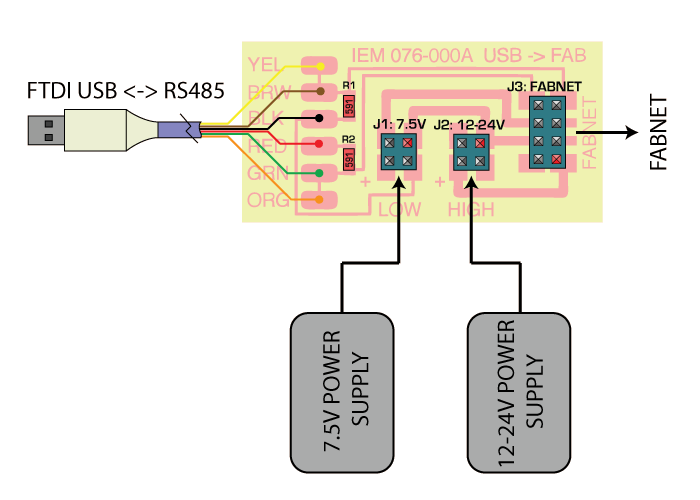 IEM 076-000A USB -> FAB
YEL
FTDI USB <-> RS485
BRW
R1
J3: FABNET
591
BLK
J1: 7.5V
J2: 12-24V
FABNET
FABNET
RED
R2
591
GRN
+
+
ORG
LOW
HIGH
7.5V POWER
SUPPLY
12-24V POWER
SUPPLY